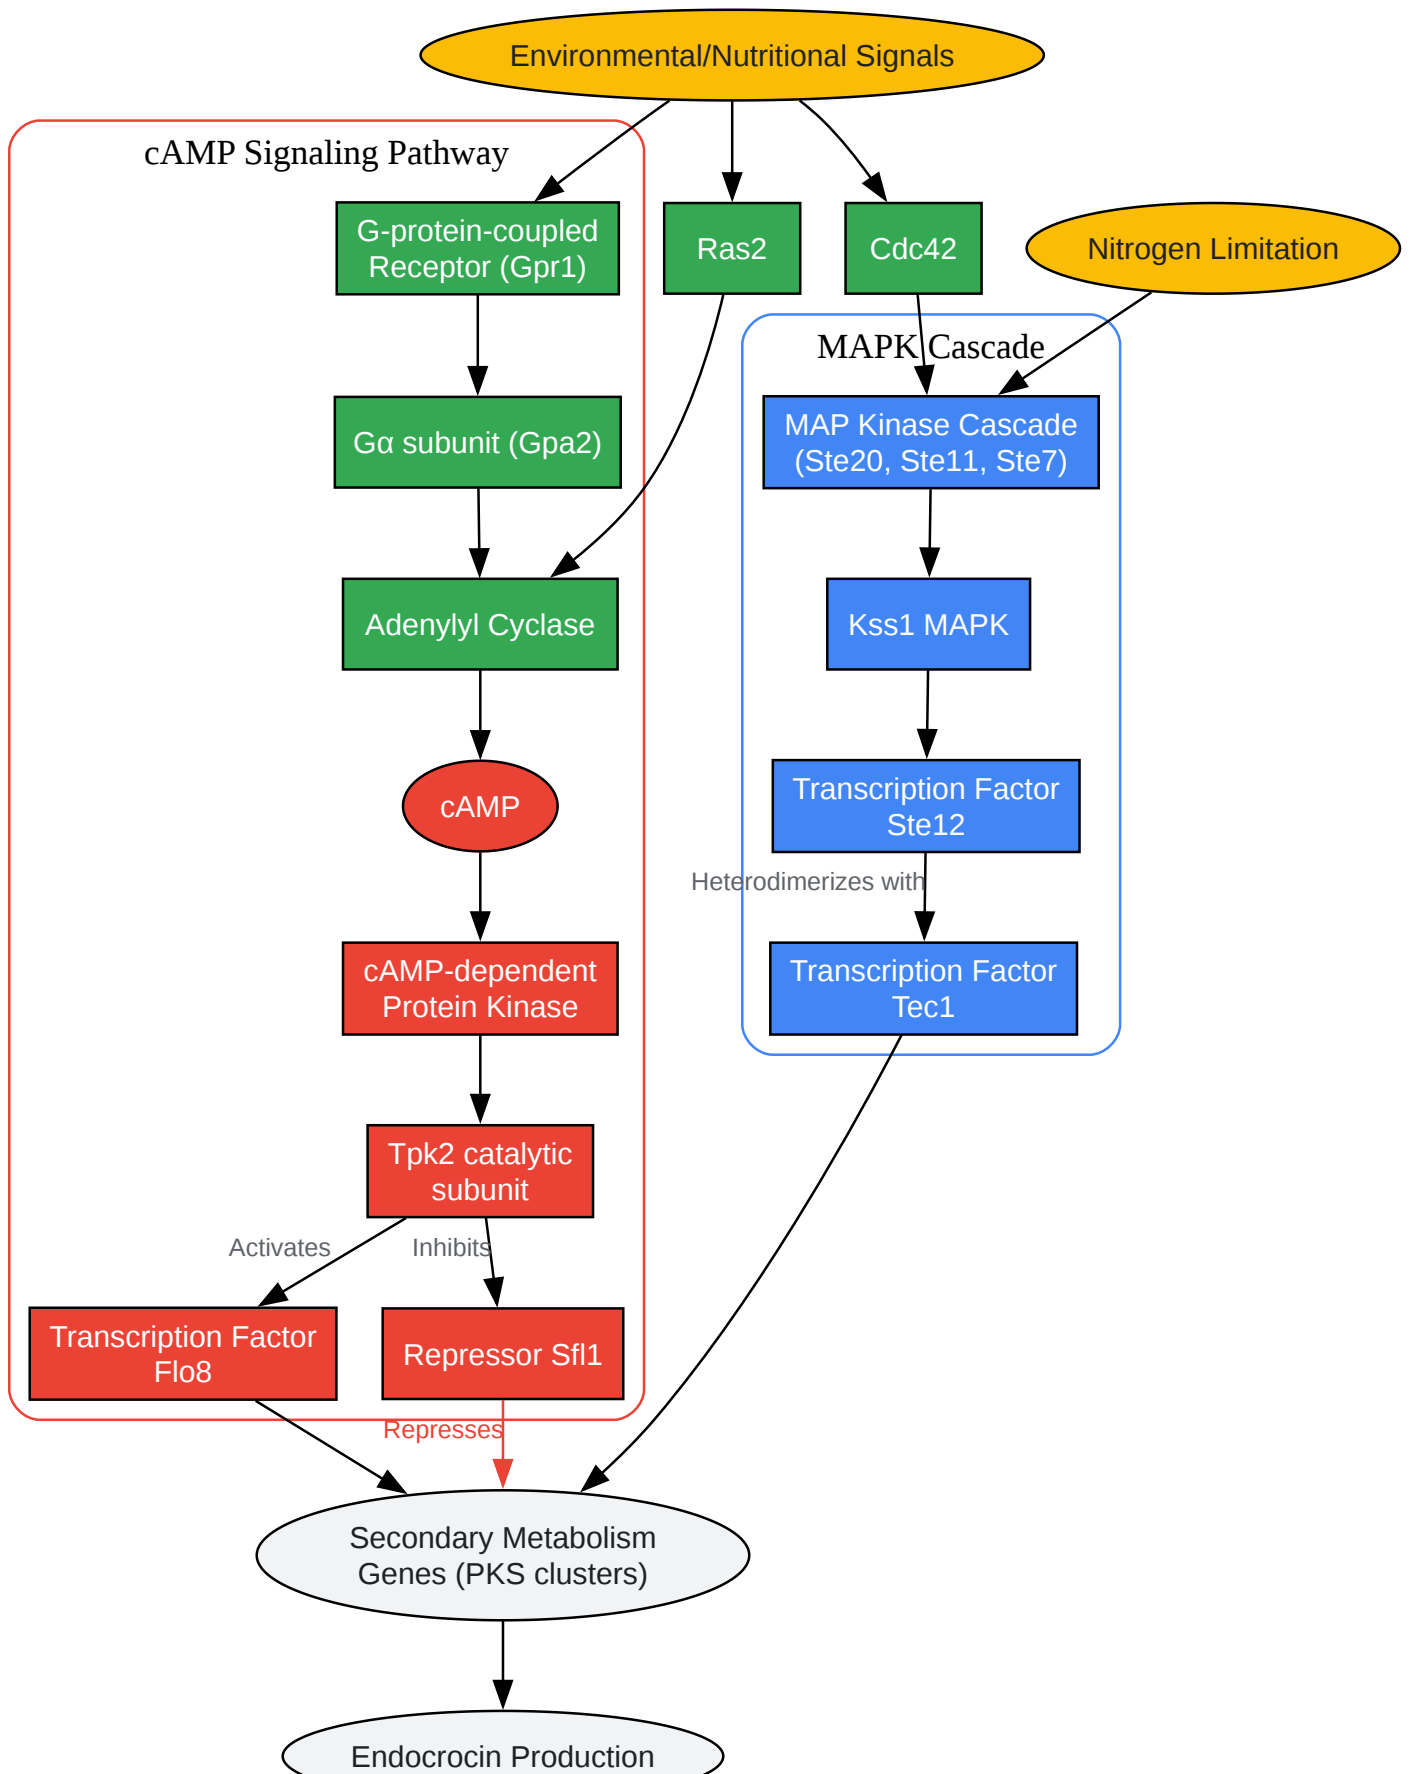 Environmental/Nutritional Signals
cAMP Signaling Pathway
G-protein-coupled
Receptor (Gpr1)
Ras2
Cdc42
Nitrogen Limitation
MAPK Cascade
Gα subunit (Gpa2)
MAP Kinase Cascade
(Ste20, Ste11, Ste7)
Adenylyl Cyclase
Kss1 MAPK
cAMP
Transcription Factor
Ste12
Heterodimerizes with
cAMP-dependent
Protein Kinase
Transcription Factor
Tec1
Tpk2 catalytic
subunit
Activates
Inhibits
Transcription Factor
Flo8
Repressor Sfl1
Represses
Secondary Metabolism
Genes (PKS clusters)
Endocrocin Production